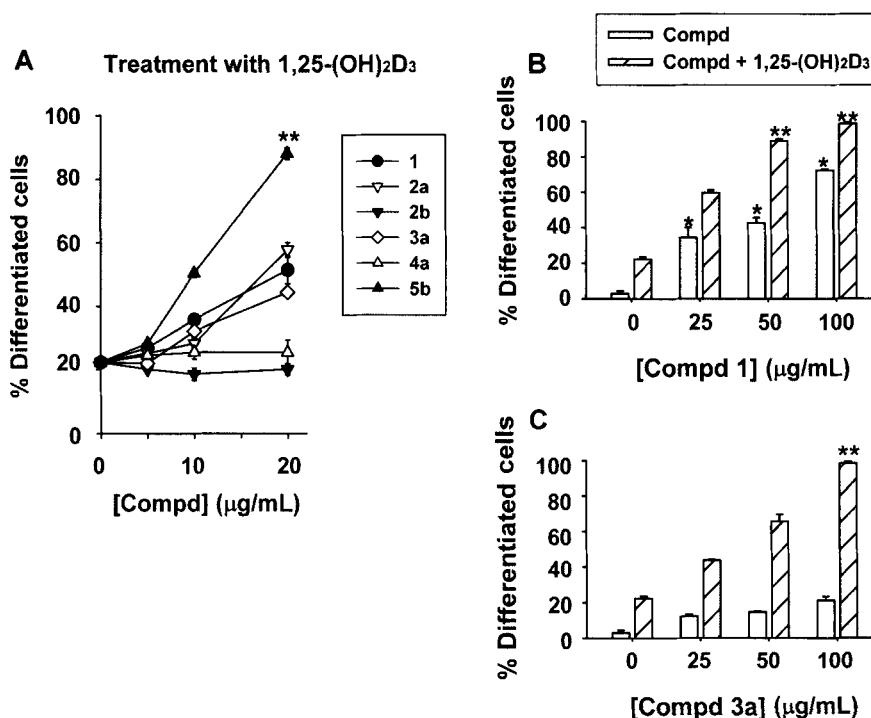 A
Treatment with 1,25-(OH)₂D₃
% Differentiated cells
100
80
60
40
20
0
**
0
10
20
[Compd] (µg/mL)
1
2a
2b
3a
4a
5b
Compd
Compd + 1,25-(OH)₂D₃
B
% Differentiated cells
100
80
60
40
20
0
*
*
**
*
**
0
25
50
100
[Compd 1] (µg/mL)
C
% Differentiated cells
100
80
60
40
20
0
**
0
25
50
100
[Compd 3a] (µg/mL)